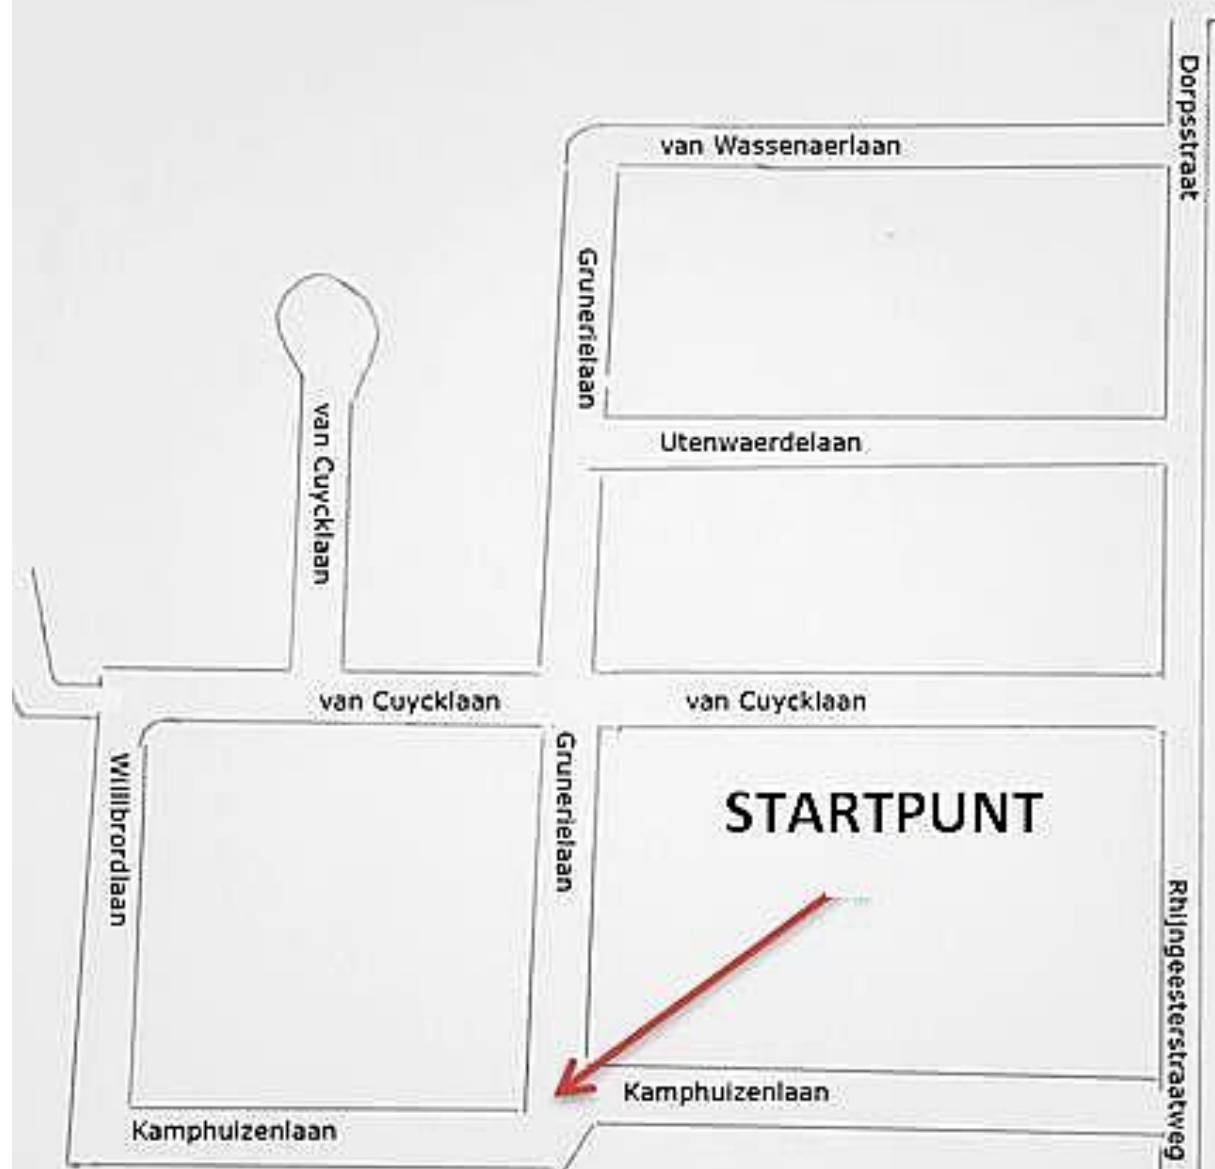 Dorpsstraat
van Wassenaerlaan
Grunerielaan
Utenwaerdelaan
van Cuycklaan
van Cuycklaan
van Cuycklaan
Willibrordlaan
Grunerielaan
STARTPUNT
Rhijngeesterstraatweg
Kamphuizenlaan
Kamphuizenlaan